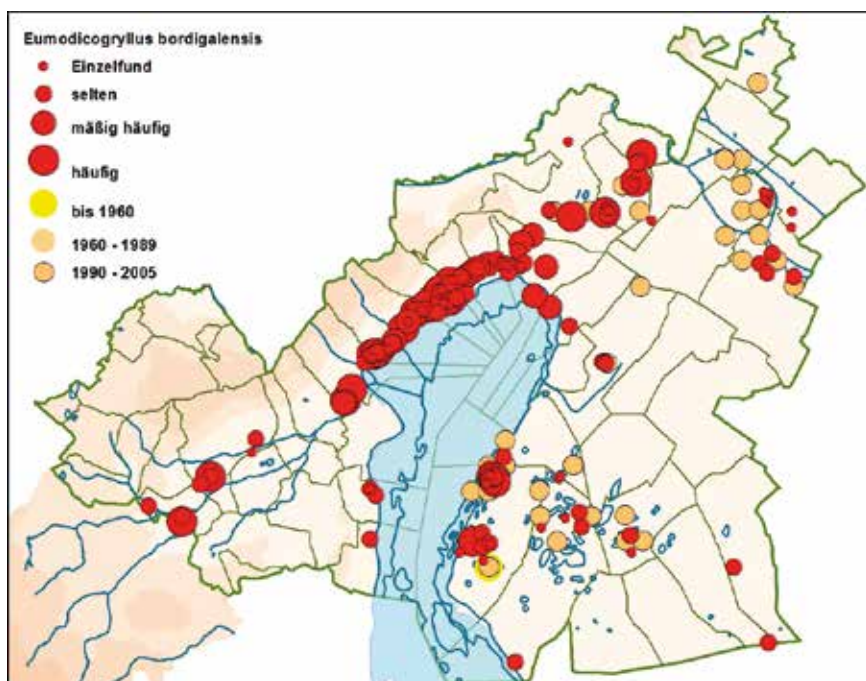 Eumodicogryllus bordigalensis
Einzelfund
selten
mäßig häufig
häufig
bis 1960
1960 - 1989
1990 - 2005